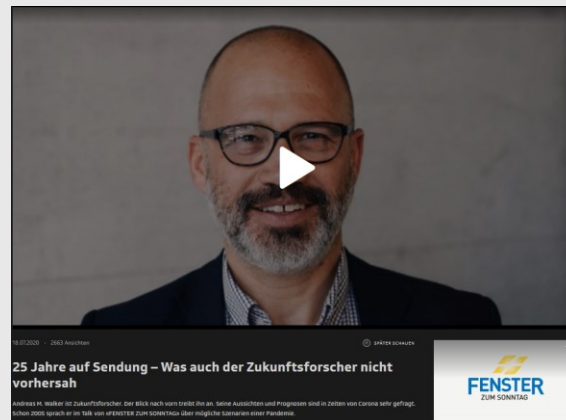 18.07.2020 - 2663 Ansichten
SPÄTER SCHAUEN
25 Jahre auf Sendung – Was auch der Zukunftsforscher nicht
vorhersah
Andreas M. Walker ist Zukunftsforscher. Der Blick nach vorn treibt ihn an. Seine Aussichten und Prognosen sind in Zeiten von Corona sehr gefragt.
Schon 2005 sprach er im Talk von «FENSTER ZUM SONNTAG» über mögliche Szenarien einer Pandemie.
FENSTER
ZUM SONNTAG